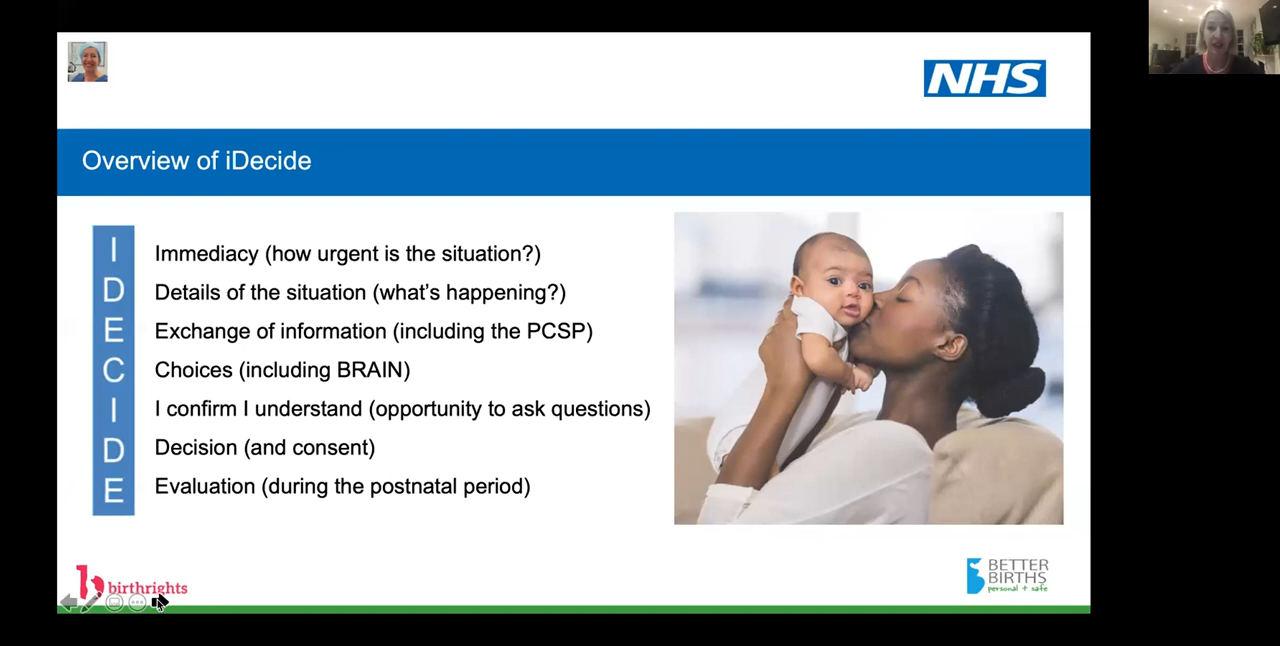 NHS
Overview of iDecide
I Immediacy (how urgent is the situation?)
D Details of the situation (what’s happening?)
E Exchange of information (including the PCSP)
C Choices (including BRAIN)
I I confirm I understand (opportunity to ask questions)
D Decision (and consent)
E Evaluation (during the postnatal period)
birthrights
BETTER
BIRTHS
personal + safe